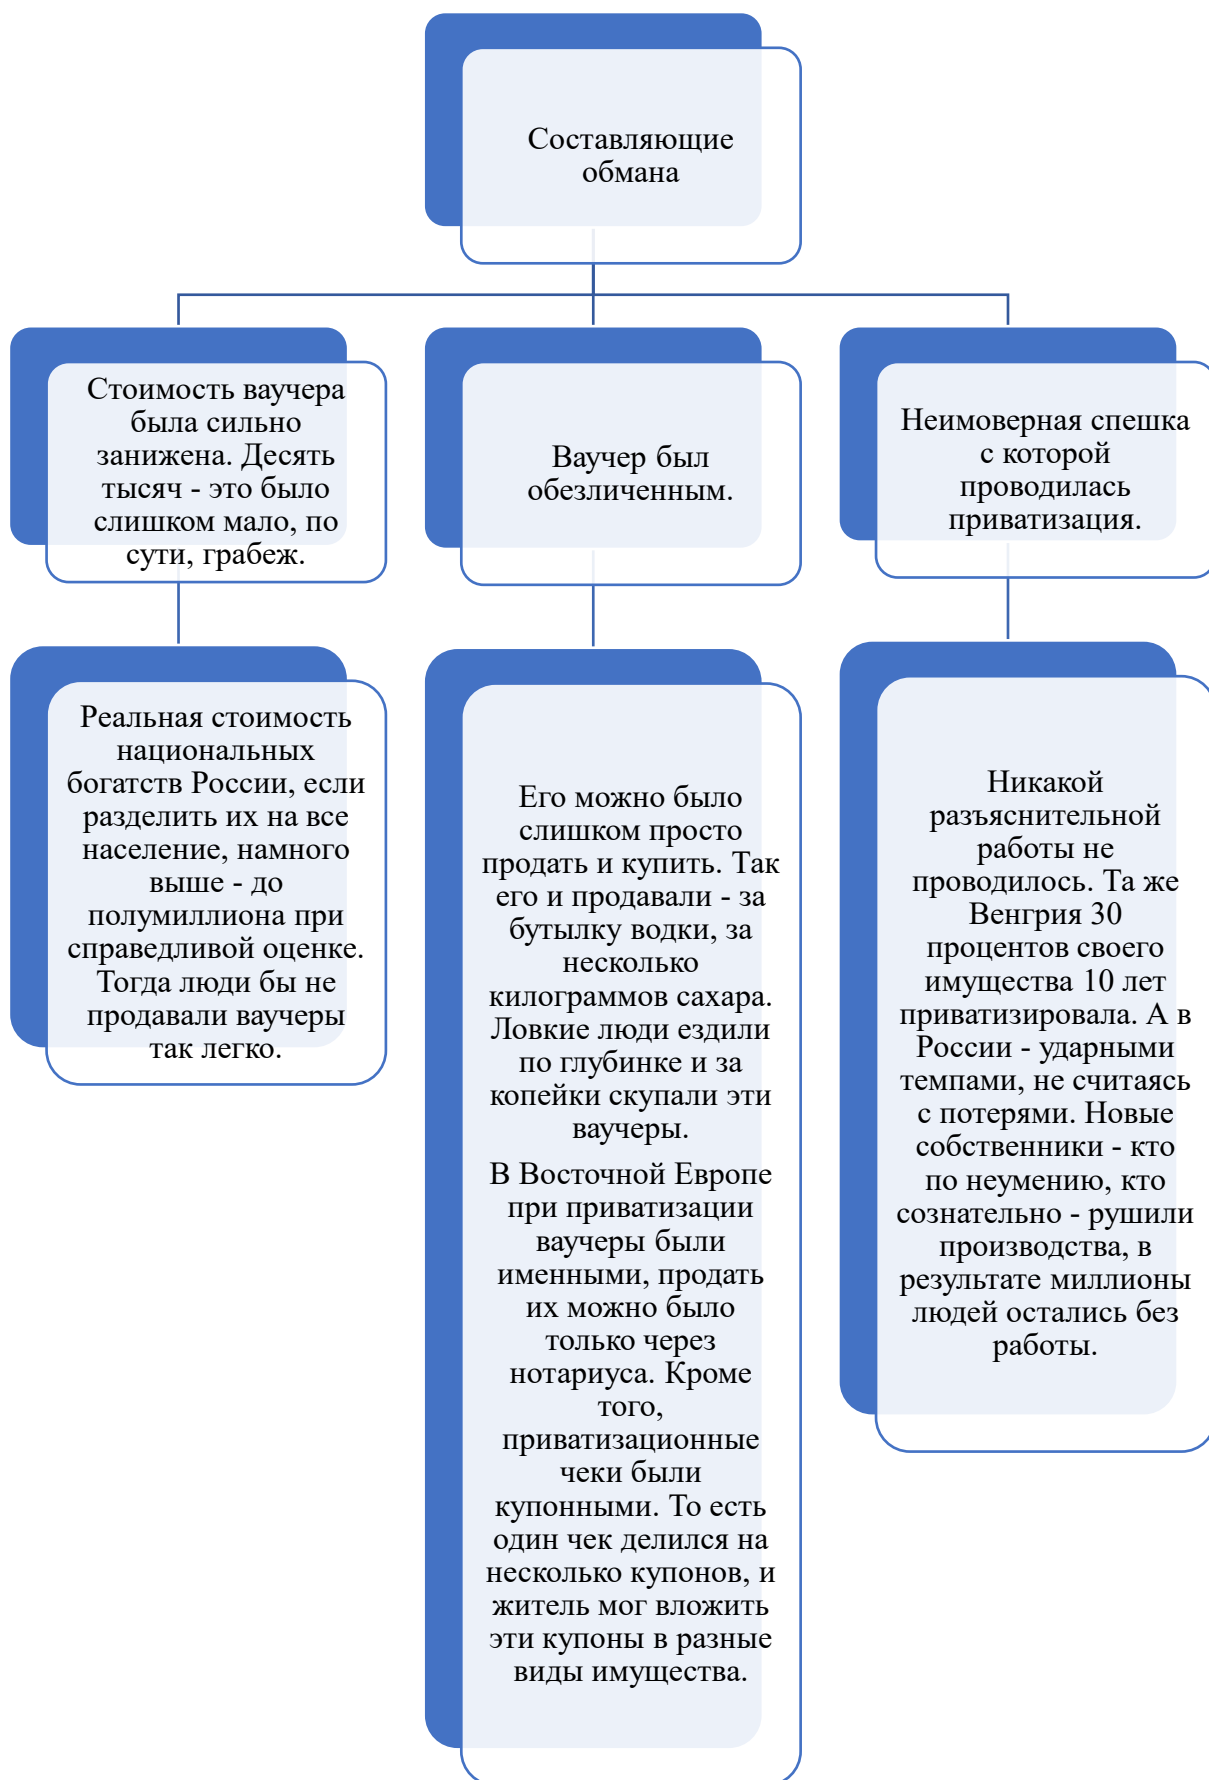 Составляющие
обмана
Стоимость ваучера
была сильно
занижена. Десять
тысяч - это было
слишком мало, по
сути, грабеж.
Реальная стоимость
национальных
богатств России, если
разделить их на все
население, намного
выше - до
полумиллиона при
справедливой оценке.
Тогда люди бы не
продавали ваучеры
так легко.
Ваучер был
обезличенным.
Его можно было
слишком просто
продать и купить. Так
его и продавали - за
бутылку водки, за
несколько
килограммов сахара.
Ловкие люди ездили
по глубинке и за
копейки скупали эти
ваучеры.
В Восточной Европе
при приватизации
ваучеры были
именными, продать
их можно было
только через
нотариуса. Кроме
того,
приватизационные
чеки были
купонными. То есть
один чек делился на
несколько купонов, и
житель мог вложить
эти купоны в разные
виды имущества.
Неимоверная спешка
с которой
проводилась
приватизация.
Никакой
разъяснительной
работы не
проводилось. Та же
Венгрия 30
процентов своего
имущества 10 лет
приватизировала. А в
России - ударными
темпами, не считаясь
с потерями. Новые
собственники - кто
по неумению, кто
сознательно - рушили
производства, в
результате миллионы
людей остались без
работы.